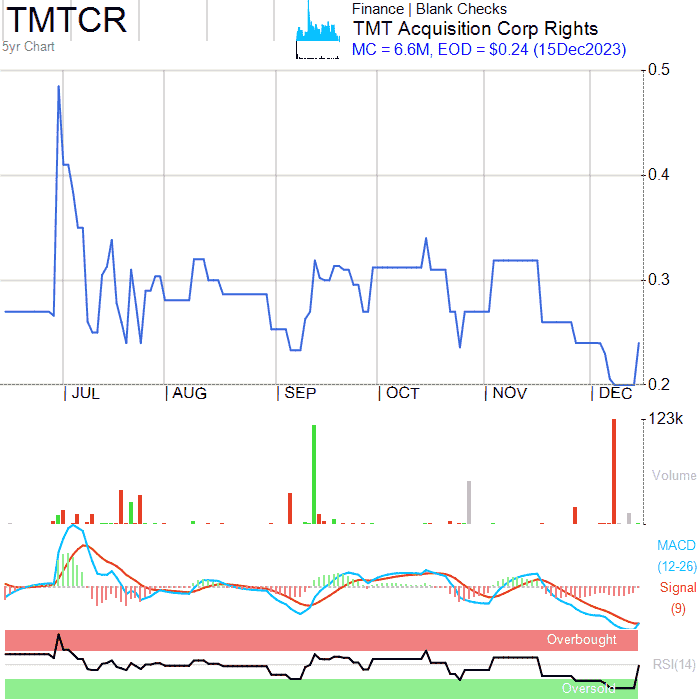 TMTCR
5yr Chart
Finance | Blank Checks
TMT Acquisition Corp Rights
MC = 6.6M, EOD = $0.24 (15Dec2023)
0.5
0.4
0.3
0.2
| JUL | AUG | SEP | OCT | NOV | DEC
123k
Volume
MACD
(12-26)
Signal
(9)
Overbought
RSI(14)
Oversold